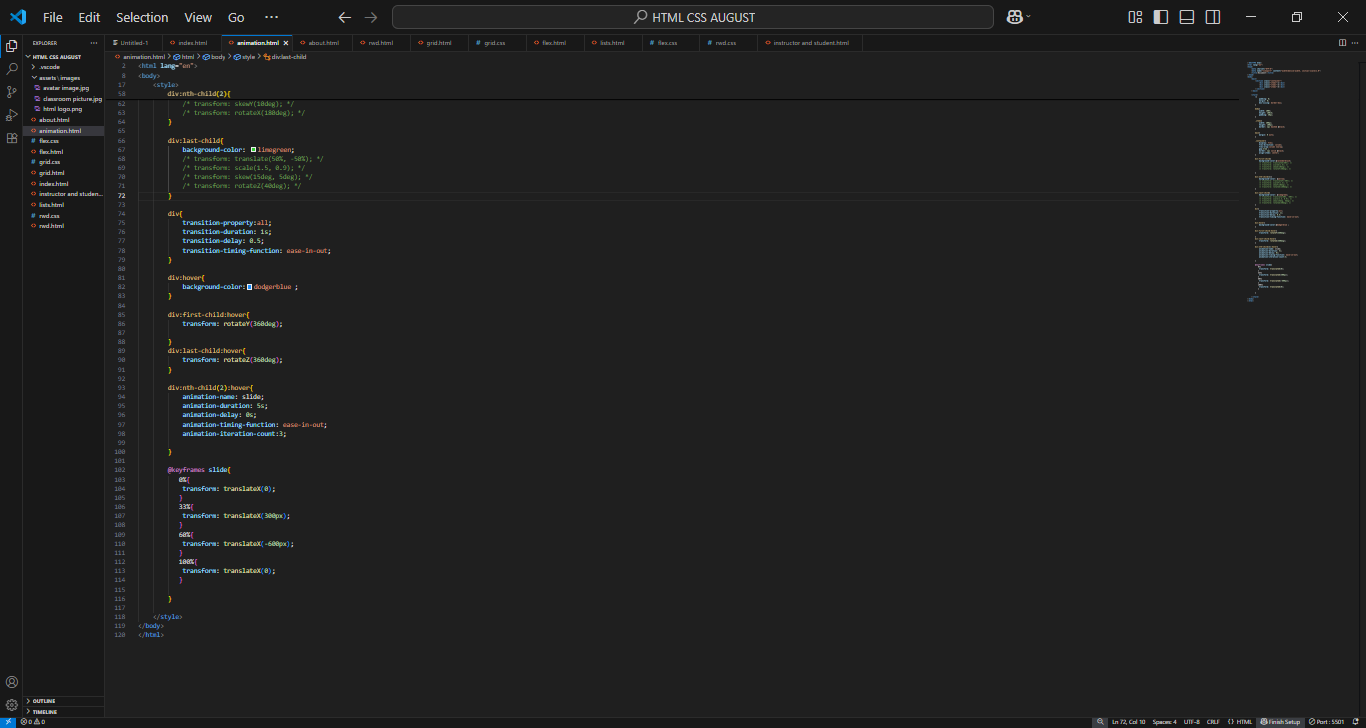 File Edit Selection View Go ···
HTML CSS AUGUST
EXPLORER ···
HTML CSS AUGUST
.vscode
assets \ images
avatar image.jpg
classroom picture.jpg
html logo.png
<> about.html
<> animation.html
# flex.css
<> flex.html
# grid.css
<> grid.html
<> index.html
<> instructor and studen...
<> lists.html
# rwd.css
<> rwd.html
OUTLINE
TIMELINE
Untitled-1 <> index.html <> animation.html × <> about.html <> rwd.html <> grid.html # grid.css <> flex.html <> lists.html # flex.css # rwd.css <> instructor and student.html
<> animation.html > html > body > style > div:last-child
2 <html lang="en">
8 <body>
17 <style>
58 div:nth-child(2){
62 /* transform: skewY(10deg); */
63 /* transform: rotateX(180deg); */
64 }
65
66 div:last-child{
67 background-color: limegreen;
68 /* transform: translate(50%, -50%); */
69 /* transform: scale(1.5, 0.9); */
70 /* transform: skew(15deg, 5deg); */
71 /* transform: rotateZ(40deg); */
72 }
73
74 div{
75 transition-property:all;
76 transition-duration: 1s;
77 transition-delay: 0.5;
78 transition-timing-function: ease-in-out;
79 }
80
81 div:hover{
82 background-color: dodgerblue ;
83 }
84
85 div:first-child:hover{
86 transform: rotateY(360deg);
87
88 }
89 div:last-child:hover{
90 transform: rotateZ(360deg);
91 }
92
93 div:nth-child(2):hover{
94 animation-name: slide;
95 animation-duration: 5s;
96 animation-delay: 0s;
97 animation-timing-function: ease-in-out;
98 animation-iteration-count:3;
99
100 }
101
102 @keyframes slide{
103 0%{
104 transform: translateX(0);
105 }
106 33%{
107 transform: translateX(300px);
108 }
109 60%{
110 transform: translateX(-600px);
111 }
112 100%{
113 transform: translateX(0);
114 }
115
116 }
117
118 </style>
119 </body>
120 </html>
0 0 Ln 72, Col 10 Spaces: 4 UTF-8 CRLF {} HTML Finish Setup Port : 5501